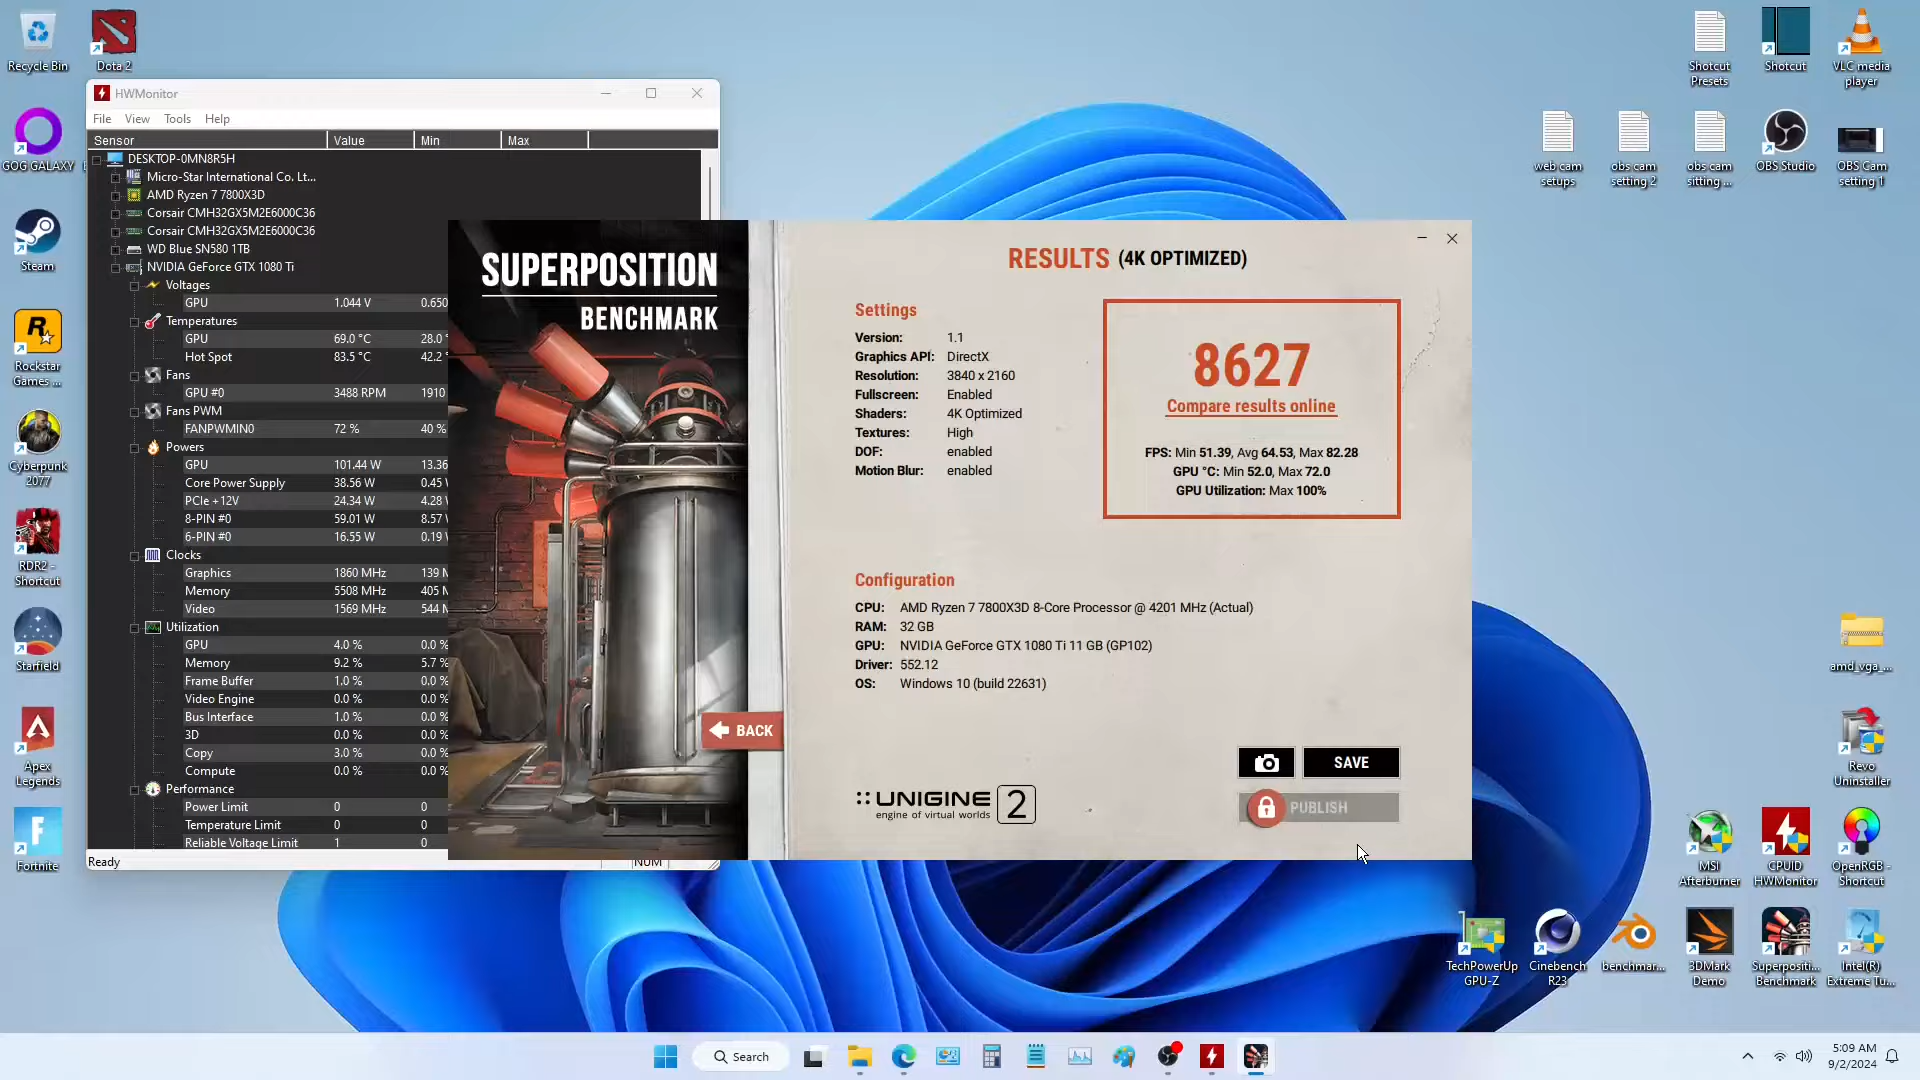 Recycle Bin
Dota 2
GOG GALAXY
Steam
Rockstar
Games ...
Cyberpunk
2077
RDR2 -
Shortcut
Starfield
Apex
Legends
Fortnite
HWMonitor
File View Tools Help
Sensor Value Min Max
DESKTOP-0MN8R5H
Micro-Star International Co. Lt...
AMD Ryzen 7 7800X3D
Corsair CMH32GX5M2E6000C36
Corsair CMH32GX5M2E6000C36
WD Blue SN580 1TB
NVIDIA GeForce GTX 1080 Ti
Voltages
GPU 1.044 V 0.650
Temperatures
GPU 69.0 °C 28.0
Hot Spot 83.5 °C 42.2
Fans
GPU #0 3488 RPM 1910
Fans PWM
FANPWMIN0 72 % 40 %
Powers
GPU 101.44 W 13.36
Core Power Supply 38.56 W 0.45
PCIe +12V 24.34 W 4.28
8-PIN #0 59.01 W 8.57
6-PIN #0 16.55 W 0.19
Clocks
Graphics 1860 MHz 139
Memory 5508 MHz 405
Video 1569 MHz 544
Utilization
GPU 4.0 % 0.0 %
Memory 9.2 % 5.7 %
Frame Buffer 1.0 % 0.0 %
Video Engine 0.0 % 0.0 %
Bus Interface 1.0 % 0.0 %
3D 0.0 % 0.0 %
Copy 3.0 % 0.0 %
Compute 0.0 % 0.0 %
Performance
Power Limit 0 0
Temperature Limit 0 0
Reliable Voltage Limit 1 0
Ready NUM
SUPERPOSITION
BENCHMARK
BACK
RESULTS (4K OPTIMIZED)
Settings
Version: 1.1
Graphics API: DirectX
Resolution: 3840 x 2160
Fullscreen: Enabled
Shaders: 4K Optimized
Textures: High
DOF: enabled
Motion Blur: enabled
8627
Compare results online
FPS: Min 51.39, Avg 64.53, Max 82.28
GPU °C: Min 52.0, Max 72.0
GPU Utilization: Max 100%
Configuration
CPU: AMD Ryzen 7 7800X3D 8-Core Processor @ 4201 MHz (Actual)
RAM: 32 GB
GPU: NVIDIA GeForce GTX 1080 Ti 11 GB (GP102)
Driver: 552.12
OS: Windows 10 (build 22631)
SAVE
PUBLISH
UNIGINE 2
engine of virtual worlds
Shotcut
Presets
Shotcut
VLC media
player
web cam
setups
obs cam
setting 2
obs cam
sitting ...
OBS Studio
OBS Cam
setting 1
amd_vga_...
Revo
Uninstaller
MSI
Afterburner
CPUID
HWMonitor
OpenRGB -
Shortcut
TechPowerUp
GPU-Z
Cinebench
R23
benchmar...
3DMark
Demo
Superpositi...
Benchmark
Intel(R)
Extreme Tu...
Search
5:09 AM
9/2/2024